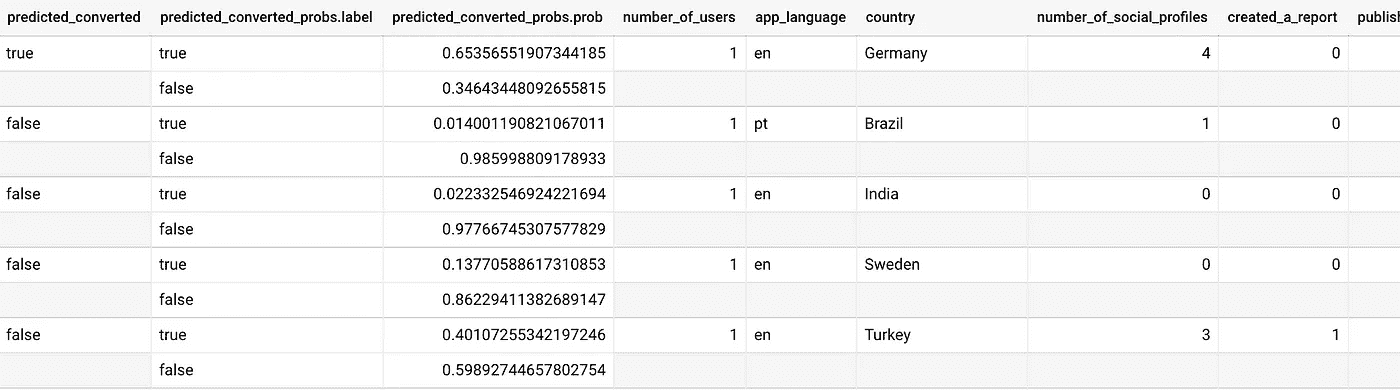 predicted_converted predicted_converted_probs.label predicted_converted_probs.prob number_of_users app_language country number_of_social_profiles created_a_report publis
true true 0.65356551907344185 1 en Germany 4 0
false 0.34643448092655815
false true 0.014001190821067011 1 pt Brazil 1 0
false 0.985998809178933
false true 0.022332546924221694 1 en India 0 0
false 0.97766745307577829
false true 0.13770588617310853 1 en Sweden 0 0
false 0.86229411382689147
false true 0.40107255342197246 1 en Turkey 3 1
false 0.59892744657802754